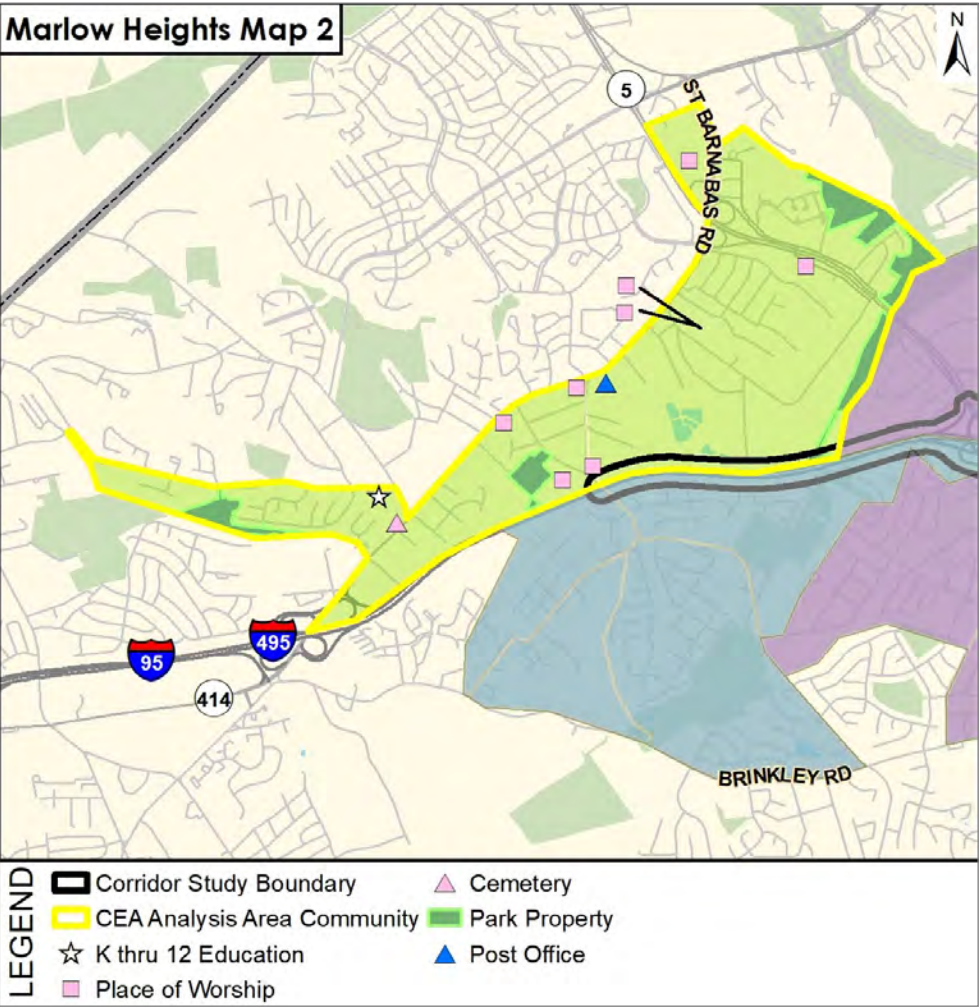 Marlow Heights Map 2
N
5
ST BARNABAS RD
495
95
414
BRINKLEY RD
LEGEND
Corridor Study Boundary
Cemetery
CEA Analysis Area Community
Park Property
K thru 12 Education
Post Office
Place of Worship